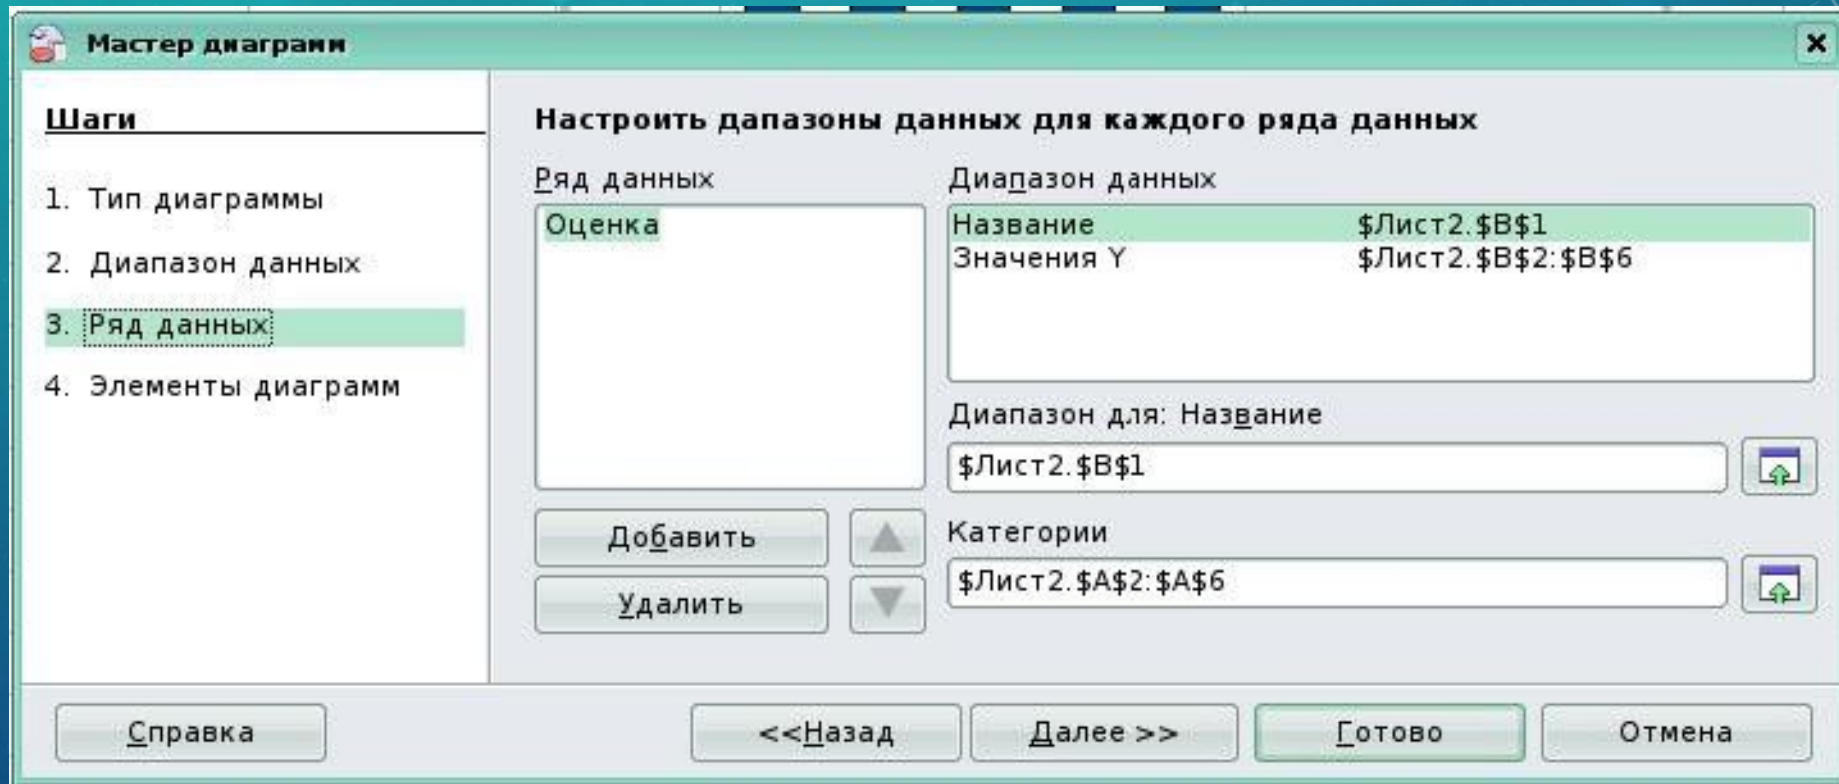 Мастер диаграмм
Шаги
1. Тип диаграммы
2. Диапазон данных
3. Ряд данных
4. Элементы диаграмм
Настроить дапазоны данных для каждого ряда данных
Ряд данных
Оценка
Добавить
Удалить
Диапазон данных
Название $Лист2.$B$1
Значения Y $Лист2.$B$2:$B$6
Диапазон для: Название
$Лист2.$B$1
Категории
$Лист2.$A$2:$A$6
Справка
<<Назад
Далее >>
Готово
Отмена